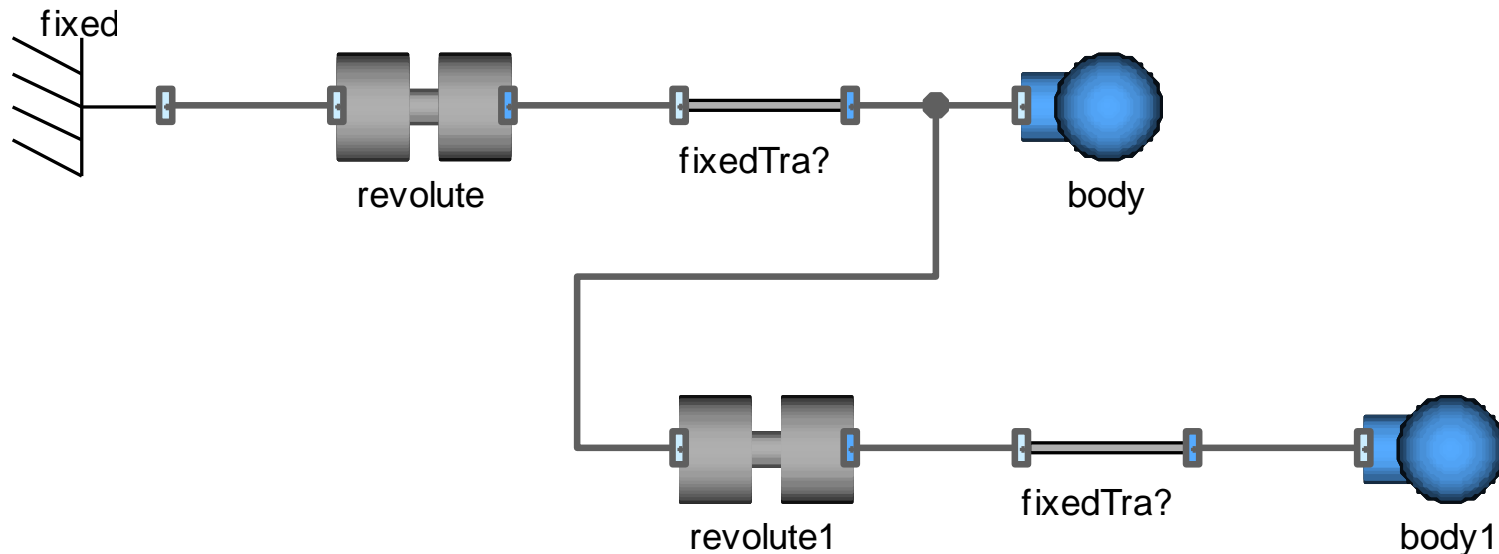 fixed
revolute
fixedTra?
body
revolute1
fixedTra?
body1